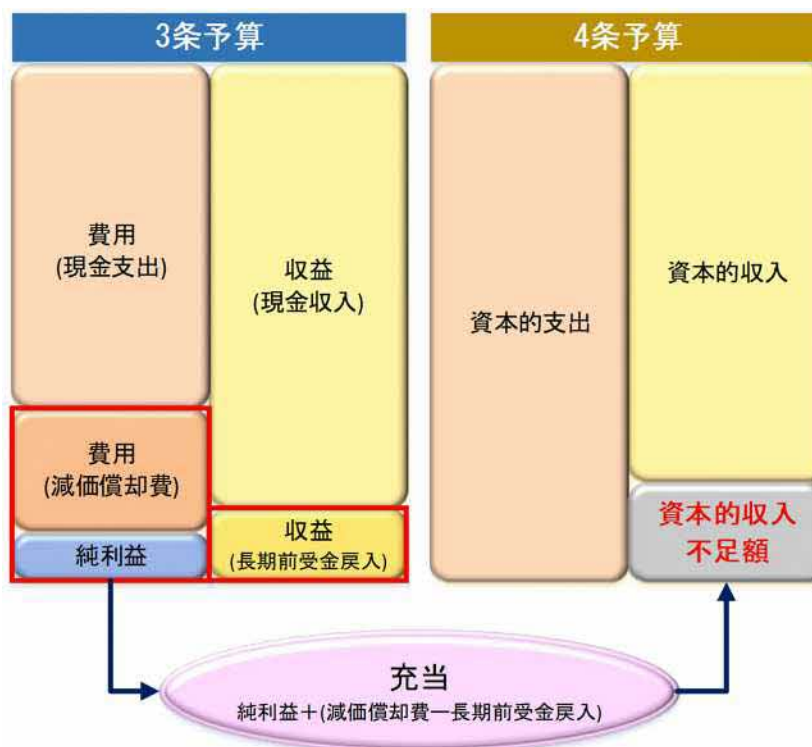 3条予算
費用
(現金支出)
収益
(現金収入)
費用
(減価償却費)
純利益
収益
(長期前受金戻入)
4条予算
資本的支出
資本的収入
資本的収入
不足額
充当
純利益＋(減価償却費ー長期前受金戻入)